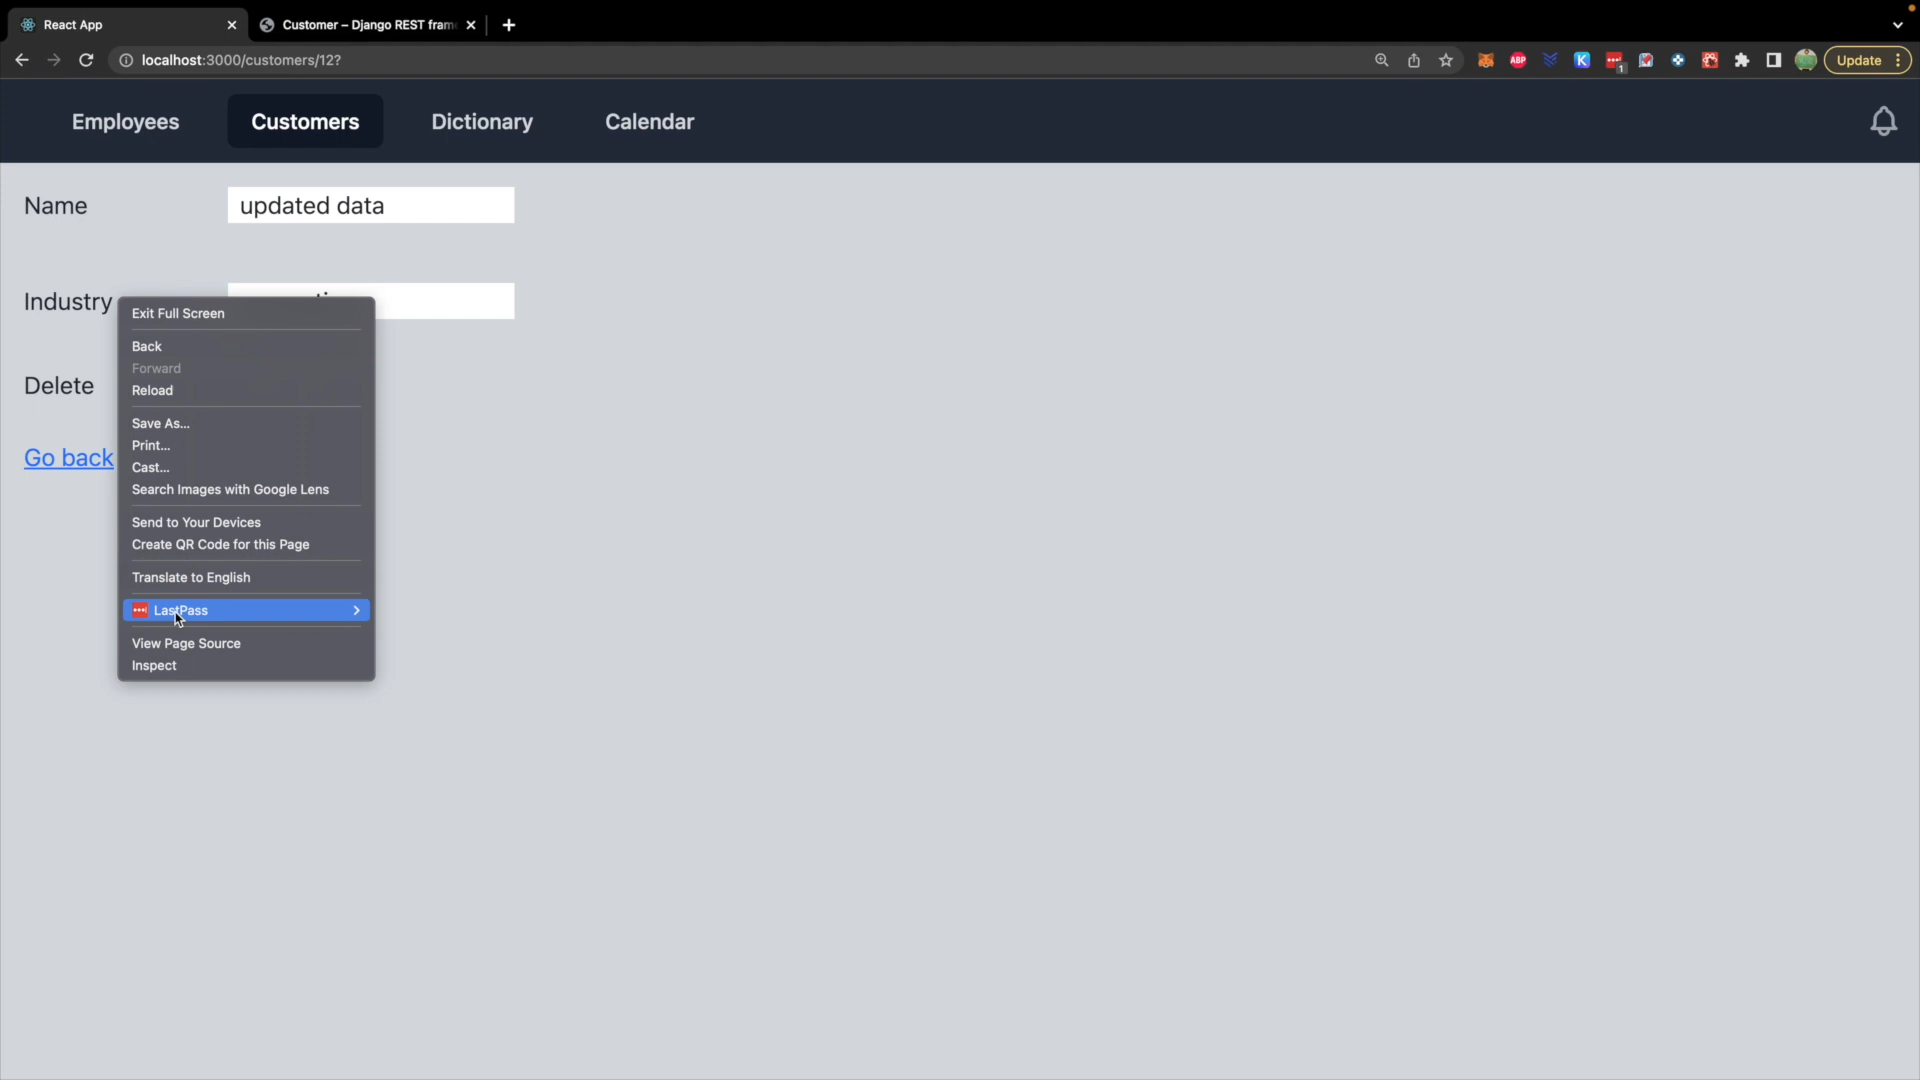 React App
Customer – Django REST fram
localhost:3000/customers/12?
ABP
K
1
Update
Employees
Customers
Dictionary
Calendar
Name
updated data
Industry
Delete
Go back
Exit Full Screen
Back
Forward
Reload
Save As...
Print...
Cast...
Search Images with Google Lens
Send to Your Devices
Create QR Code for this Page
Translate to English
LastPass
View Page Source
Inspect